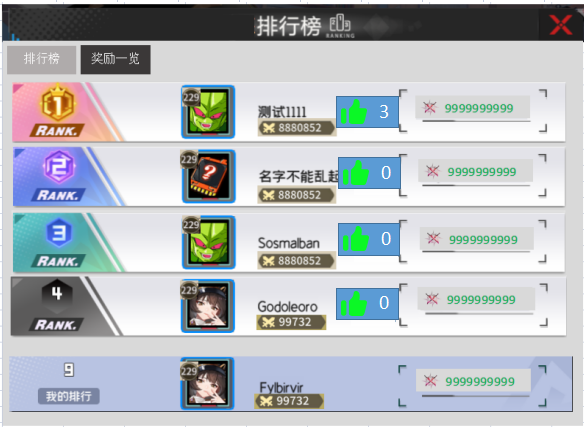 排行榜
RANKING
排行榜 奖励一览
1 RANK. 229 测试1111 8880852 3 9999999999
2 RANK. 229 ? 名字不能乱起 8880852 0 9999999999
3 RANK. 229 Sosmalban 8880852 0 9999999999
4 RANK. 229 Godoleoro 99732 0 9999999999
9 我的排行 229 Fylbirvir 99732 9999999999